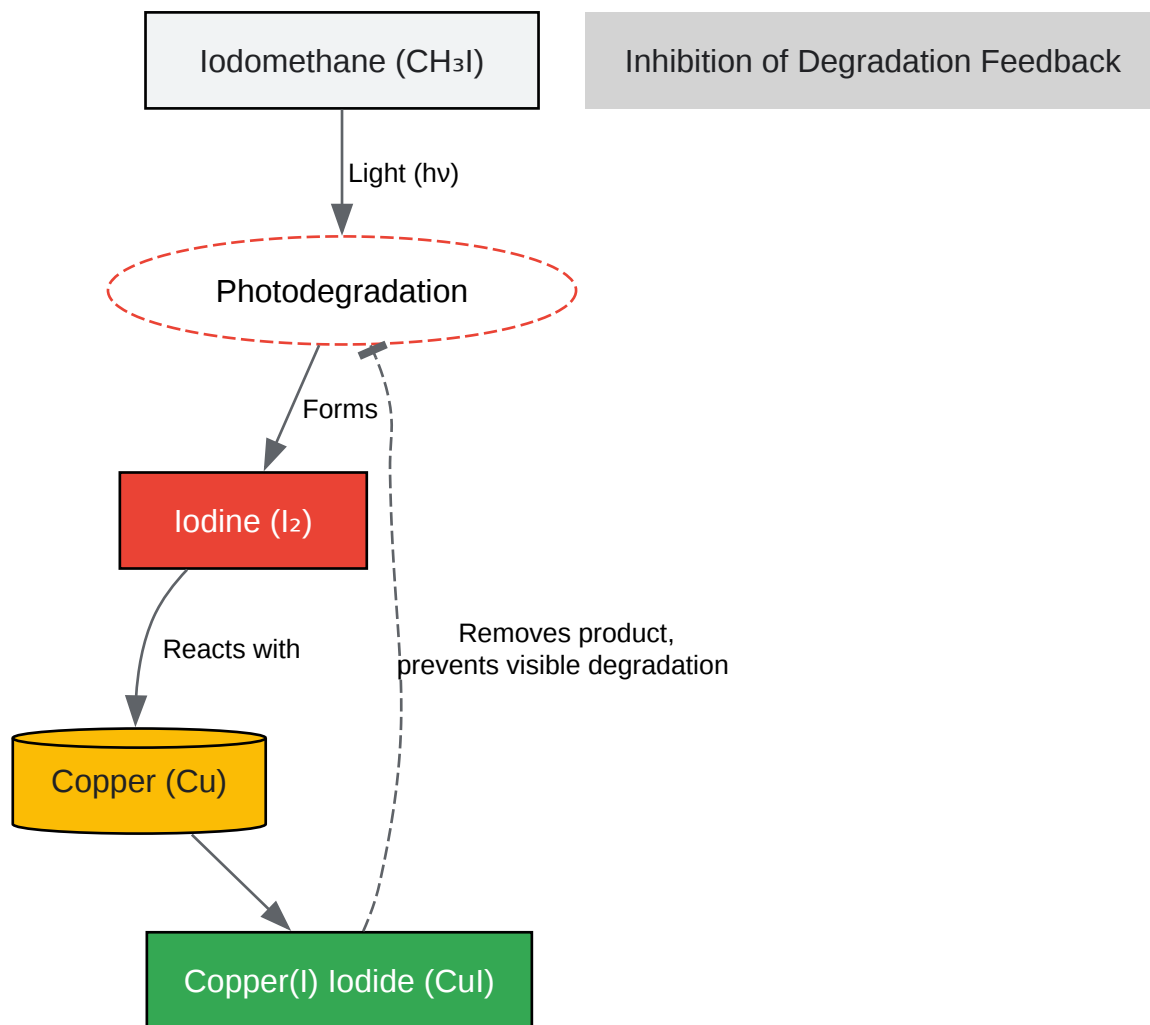 Iodomethane (CH₃I)
Inhibition of Degradation Feedback
Light (hν)
Photodegradation
Forms
Iodine (I₂)
Reacts with
Removes product,
prevents visible degradation
Copper (Cu)
Copper(I) Iodide (CuI)